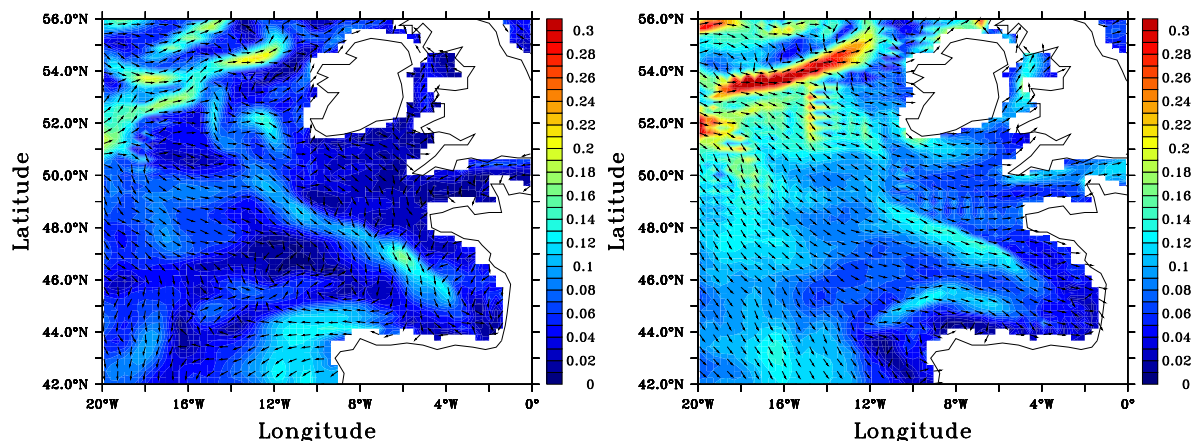 56.0°N
54.0°N
52.0°N
50.0°N
48.0°N
46.0°N
44.0°N
42.0°N
Latitude
20°W 16°W 12°W 8°W 4°W 0°
Longitude
0.3
0.28
0.26
0.24
0.22
0.2
0.18
0.16
0.14
0.12
0.1
0.08
0.06
0.04
0.02
0
56.0°N
54.0°N
52.0°N
50.0°N
48.0°N
46.0°N
44.0°N
42.0°N
Latitude
20°W 16°W 12°W 8°W 4°W 0°
Longitude
0.3
0.28
0.26
0.24
0.22
0.2
0.18
0.16
0.14
0.12
0.1
0.08
0.06
0.04
0.02
0